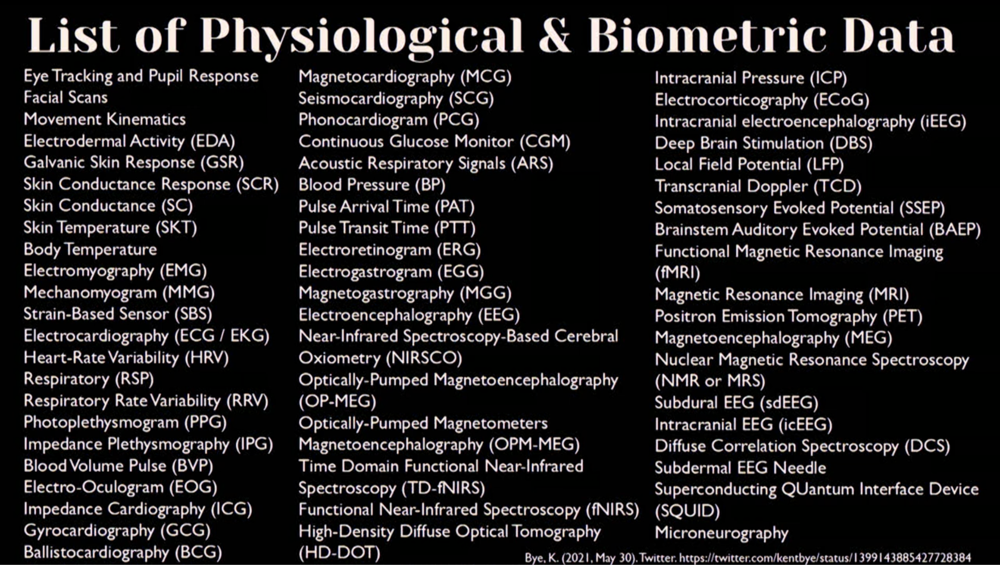 List of Physiological & Biometric Data
Eye Tracking and Pupil Response
Facial Scans
Movement Kinematics
Electrodermal Activity (EDA)
Galvanic Skin Response (GSR)
Skin Conductance Response (SCR)
Skin Conductance (SC)
Skin Temperature (SKT)
Body Temperature
Electromyography (EMG)
Mechanomyogram (MMG)
Strain-Based Sensor (SBS)
Electrocardiography (ECG / EKG)
Heart-Rate Variability (HRV)
Respiratory (RSP)
Respiratory Rate Variability (RRV)
Photoplethysmogram (PPG)
Impedance Plethysmography (IPG)
Blood Volume Pulse (BVP)
Electro-Oculogram (EOG)
Impedance Cardiography (ICG)
Gyrocardiography (GCG)
Ballistocardiography (BCG)
Magnetocardiography (MCG)
Seismocardiography (SCG)
Phonocardiogram (PCG)
Continuous Glucose Monitor (CGM)
Acoustic Respiratory Signals (ARS)
Blood Pressure (BP)
Pulse Arrival Time (PAT)
Pulse Transit Time (PTT)
Electroretinogram (ERG)
Electrogastrogram (EGG)
Magnetogastrography (MGG)
Electroencephalography (EEG)
Near-Infrared Spectroscopy-Based Cerebral
Oxiometry (NIRSCO)
Optically-Pumped Magnetoencephalography
(OP-MEG)
Optically-Pumped Magnetometers
Magnetoencephalography (OPM-MEG)
Time Domain Functional Near-Infrared
Spectroscopy (TD-fNIRS)
Functional Near-Infrared Spectroscopy (fNIRS)
High-Density Diffuse Optical Tomography
(HD-DOT)
Intracranial Pressure (ICP)
Electrocorticography (ECoG)
Intracranial electroencephalography (iEEG)
Deep Brain Stimulation (DBS)
Local Field Potential (LFP)
Transcranial Doppler (TCD)
Somatosensory Evoked Potential (SSEP)
Brainstem Auditory Evoked Potential (BAEP)
Functional Magnetic Resonance Imaging
(fMRI)
Magnetic Resonance Imaging (MRI)
Positron Emission Tomography (PET)
Magnetoencephalography (MEG)
Nuclear Magnetic Resonance Spectroscopy
(NMR or MRS)
Subdural EEG (sdEEG)
Intracranial EEG (icEEG)
Diffuse Correlation Spectroscopy (DCS)
Subdermal EEG Needle
Superconducting QUantum Interface Device
(SQUID)
Microneurography
Bye, K. (2021, May 30). Twitter. https://twitter.com/kentbye/status/1399143885427728384